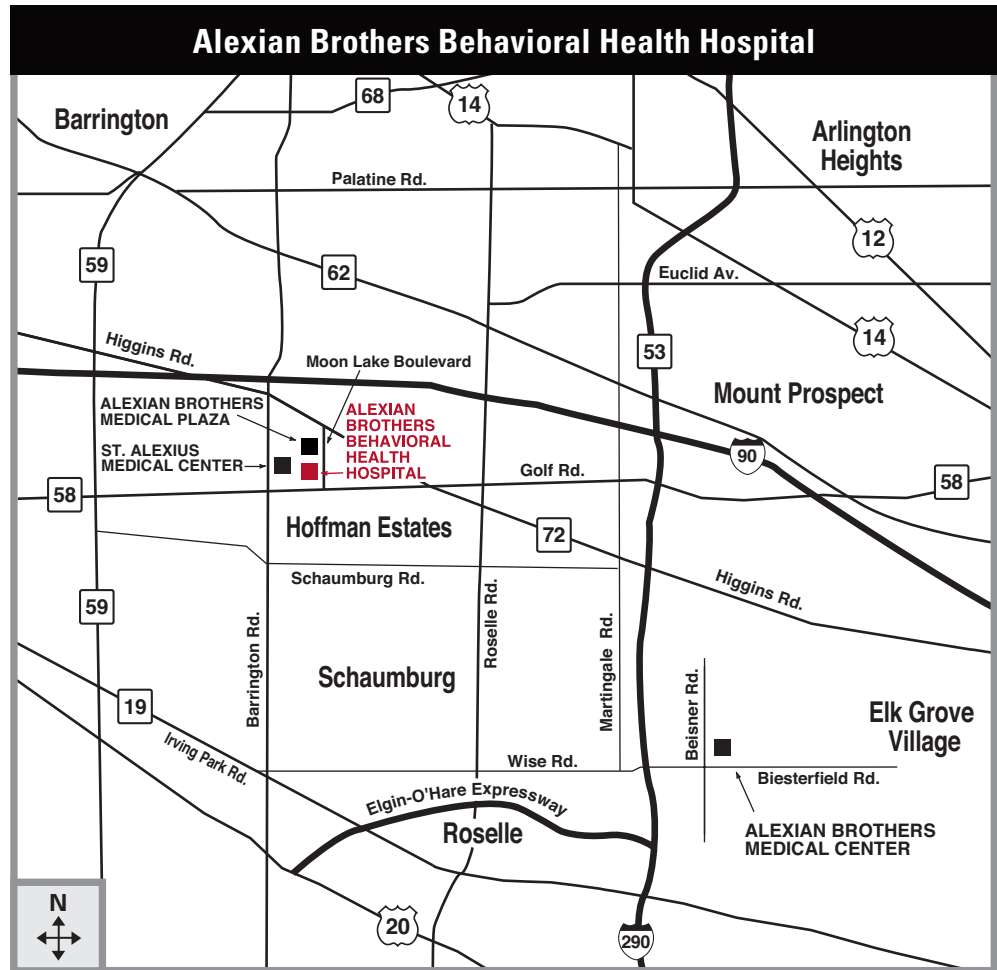 Alexian Brothers Behavioral Health Hospital
68
14
Barrington
Arlington
Heights
Palatine Rd.
12
59
62
Euclid Av.
14
Higgins Rd.
Moon Lake Boulevard
53
Mount Prospect
ALEXIAN BROTHERS
MEDICAL PLAZA
ST. ALEXIUS
MEDICAL CENTER
ALEXIAN
BROTHERS
BEHAVIORAL
HEALTH
HOSPITAL
90
Golf Rd.
58
58
Hoffman Estates
72
Schaumburg Rd.
Higgins Rd.
59
Barrington Rd.
Roselle Rd.
Martingale Rd.
Schaumburg
Beisner Rd.
19
Elk Grove
Village
Irving Park Rd.
Wise Rd.
Biesterfield Rd.
Elgin-O'Hare Expressway
Roselle
ALEXIAN BROTHERS
MEDICAL CENTER
N
20
290